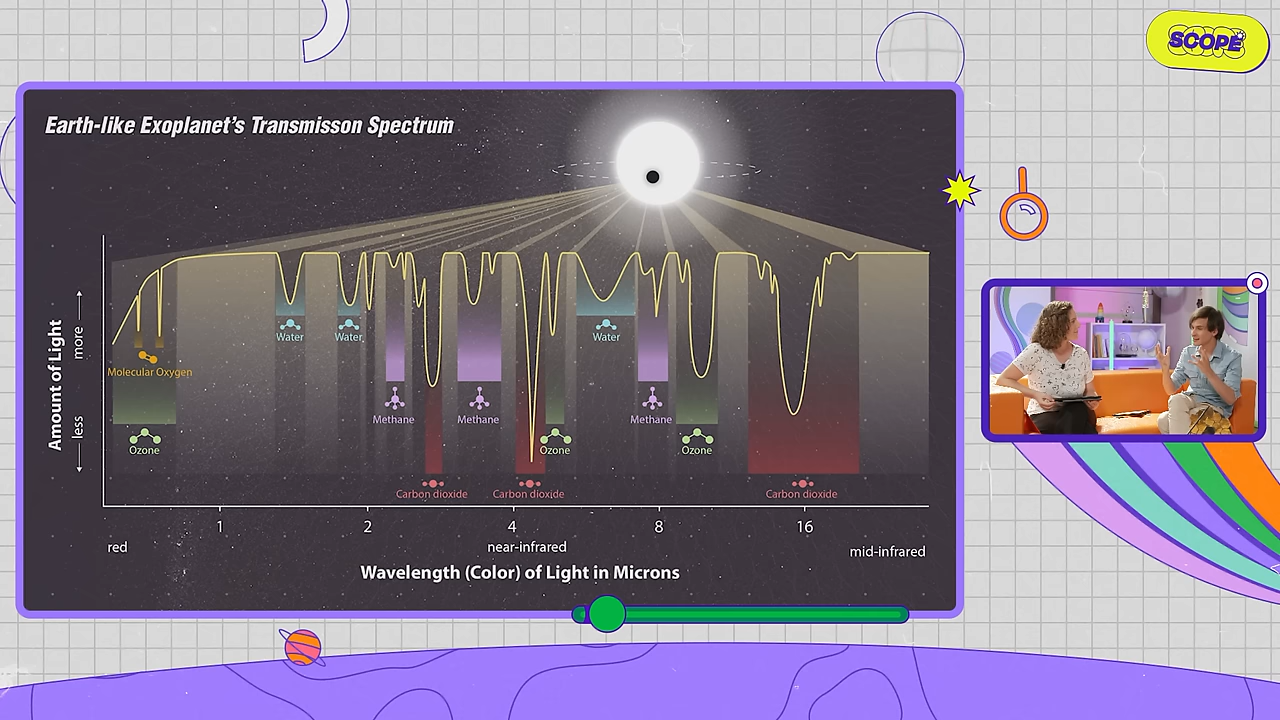 SCOPE
Earth-like Exoplanet's Transmisson Spectrum
Amount of Light
more
less
Water
Water
Water
Molecular Oxygen
Methane
Methane
Methane
Ozone
Ozone
Ozone
Carbon dioxide
Carbon dioxide
Carbon dioxide
1
2
4
8
16
red
near-infrared
mid-infrared
Wavelength (Color) of Light in Microns